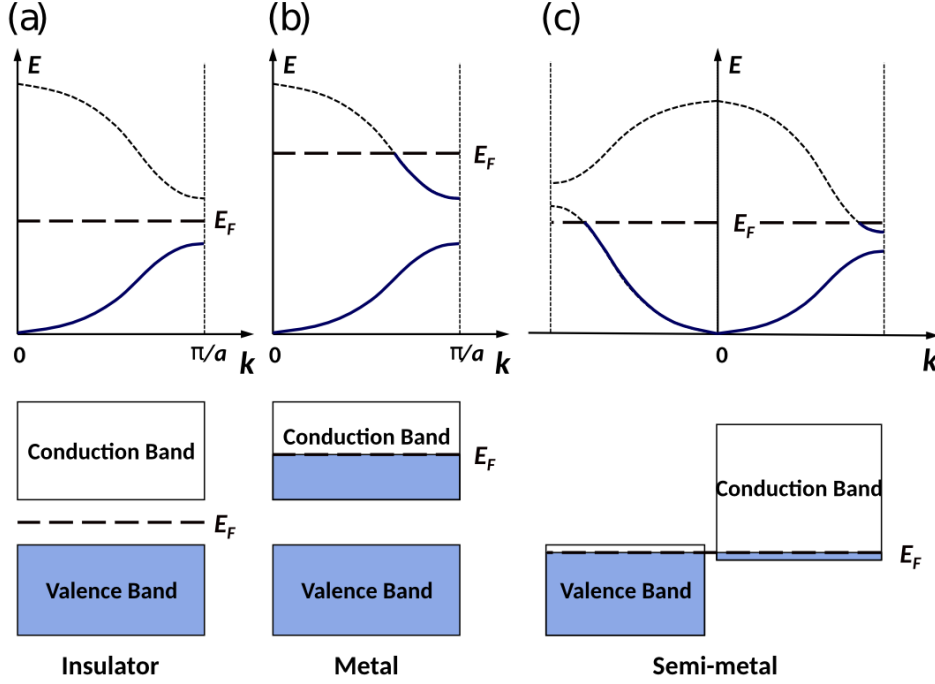 (a)
(b)
(c)
E
E
E
E_F
E_F
E_F
0
π/a
k
0
π/a
k
0
k
Conduction Band
E_F
Valence Band
Insulator
Conduction Band
E_F
Valence Band
Metal
Conduction Band
E_F
Valence Band
Semi-metal